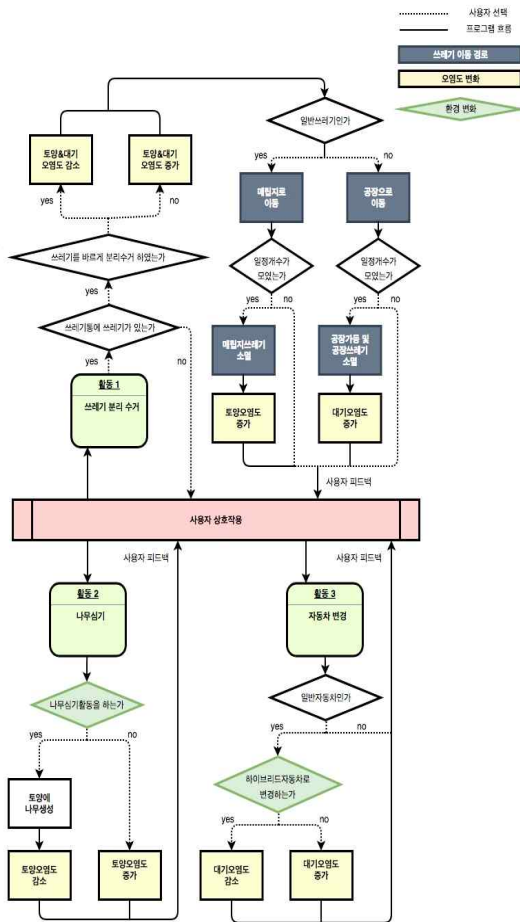 사용자 선택
프로그램 흐름
쓰레기 이동 경로
오염도 변화
환경 변화
일반쓰레기인가
토양&대기
오염도 감소
토양&대기
오염도 증가
yes
no
yes
no
매립지로
이동
공장으로
이동
쓰레기를 바르게 분리수거 하였는가
일정개수가
모였는가
일정개수가
모였는가
yes
yes
no
yes
no
쓰레기통에 쓰레기가 있는가
매립지쓰레기
소멸
공장가동 및
공장쓰레기
소멸
yes
no
활동 1
쓰레기 분리 수거
토양오염도
증가
대기오염도
증가
사용자 피드백
사용자 상호작용
사용자 피드백
사용자 피드백
활동 2
나무심기
활동 3
자동차 변경
나무심기활동을 하는가
일반자동차인가
yes
no
yes
no
토양에
나무생성
하이브리드자동차로
변경하는가
yes
no
토양오염도
감소
토양오염도
증가
대기오염도
감소
대기오염도
증가